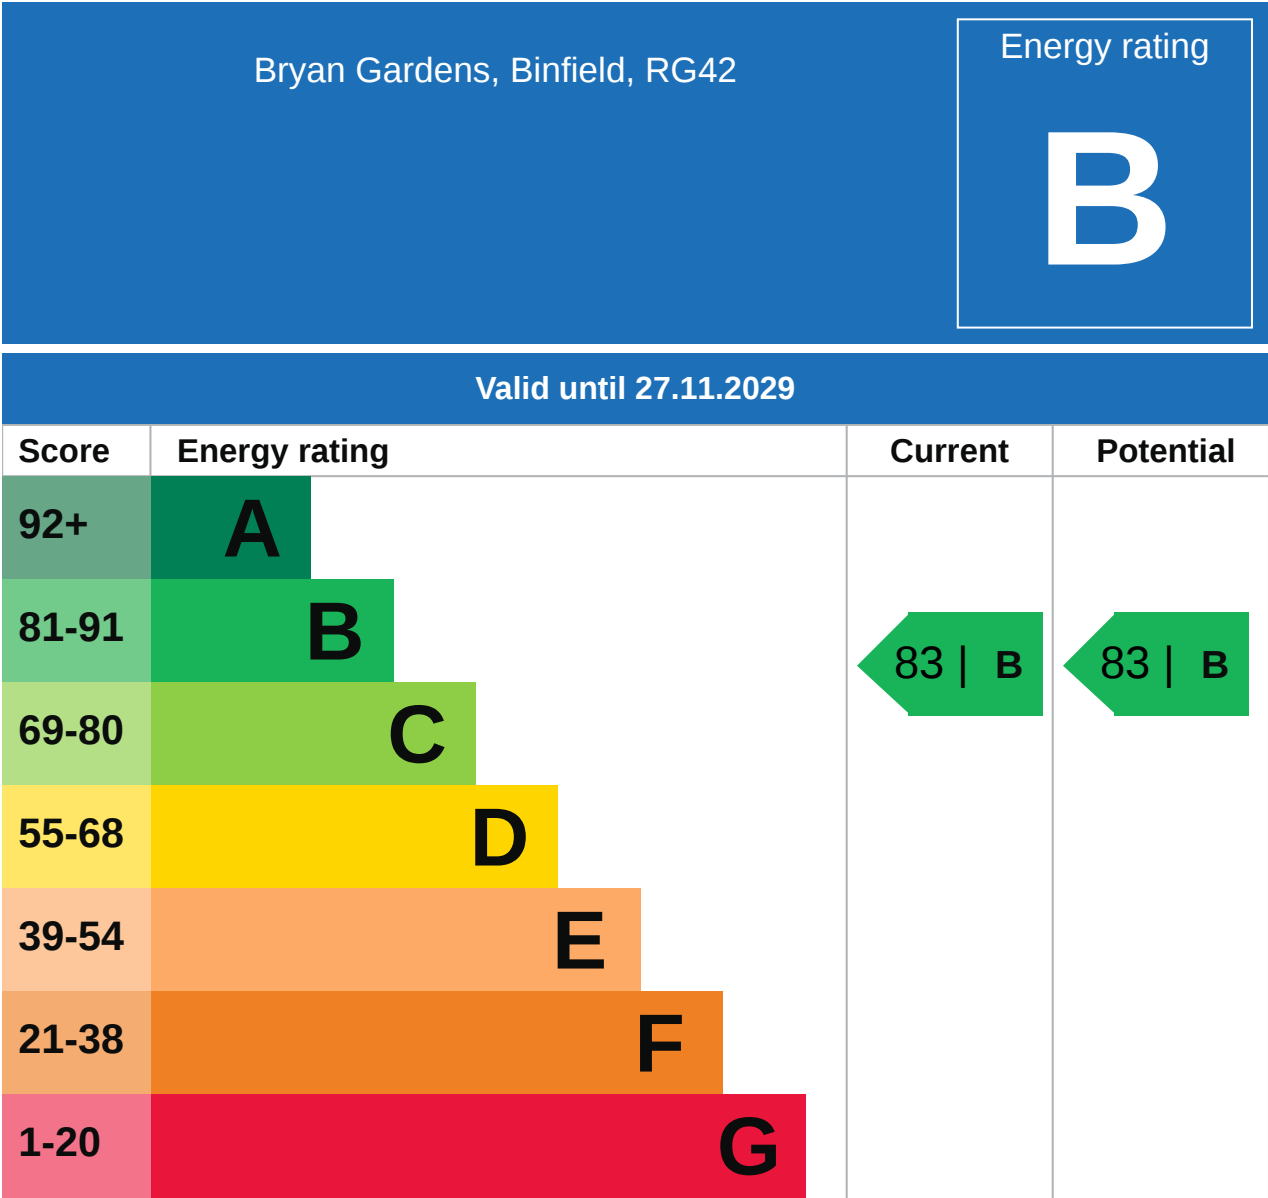 Bryan Gardens, Binfield, RG42
Energy rating
B
Valid until 27.11.2029
Score Energy rating Current Potential
92+ A
81-91 B
83 | B 83 | B
69-80 C
55-68 D
39-54 E
21-38 F
1-20 G